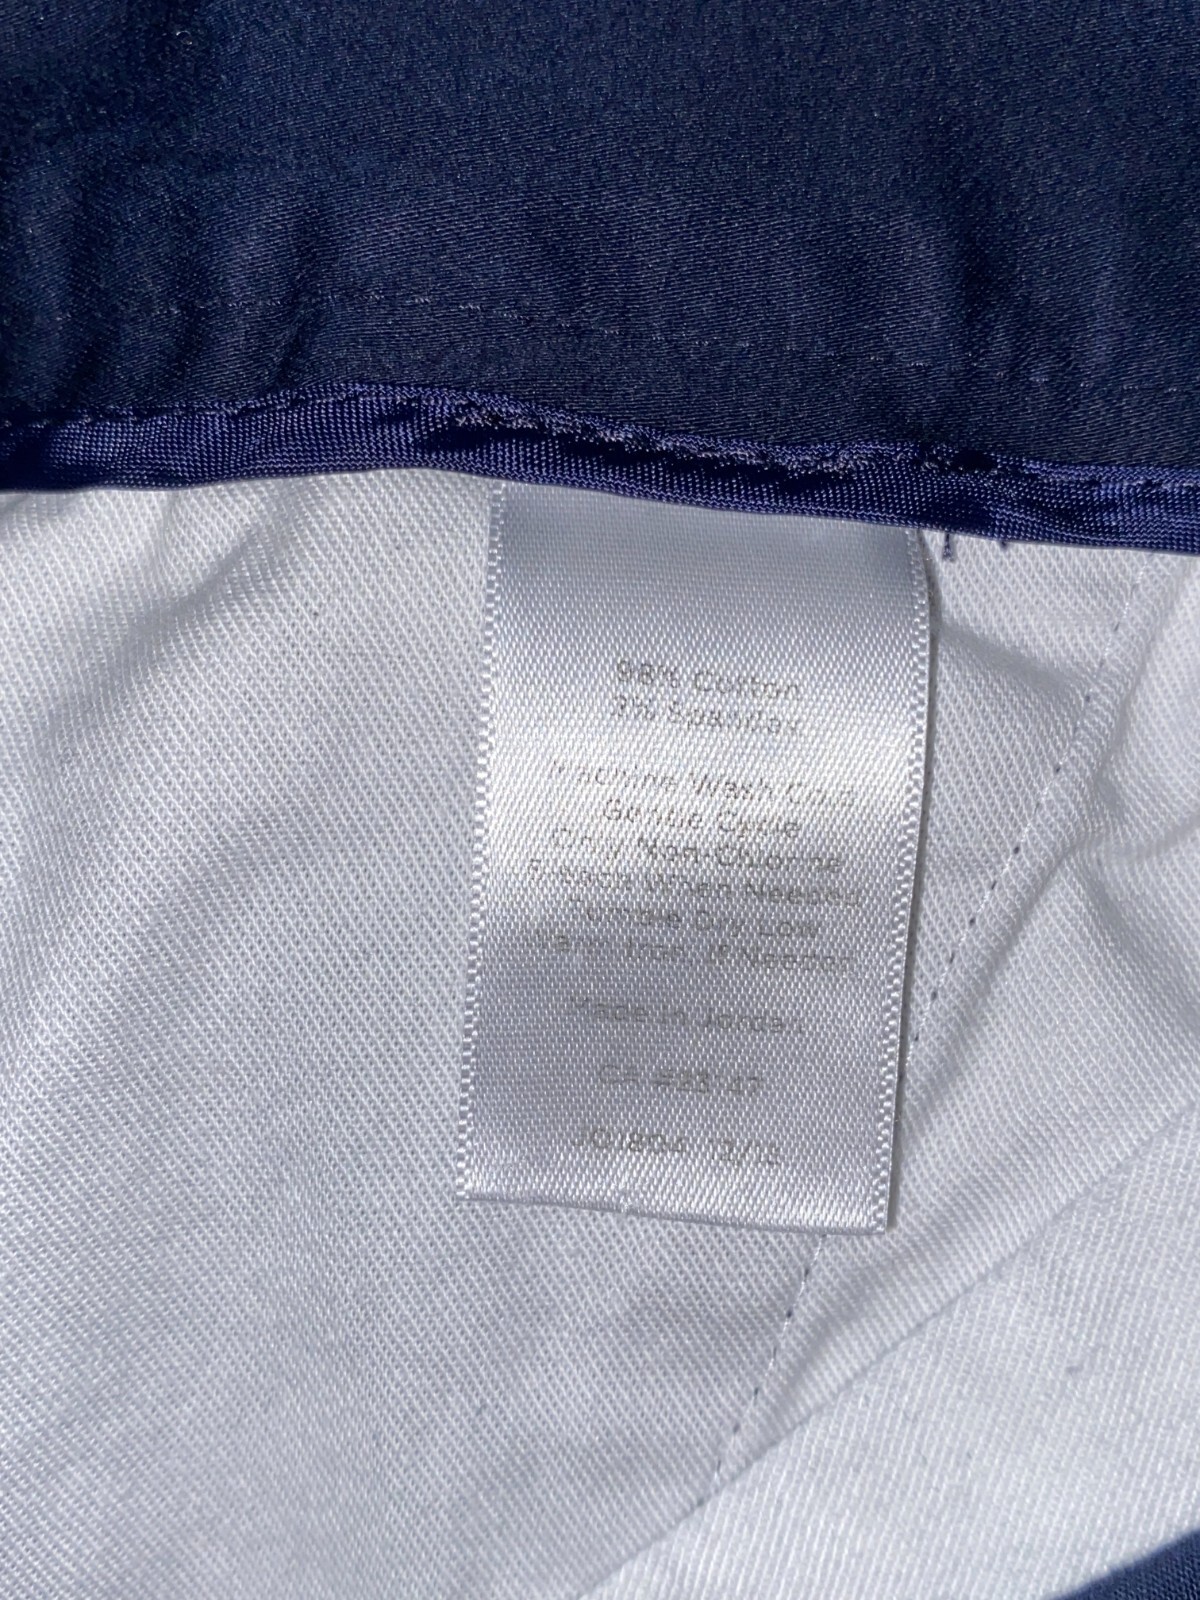 98% Cotton
2% Spanflex
Machine Wash Cold
Gentle Cycle
Only Non-Chlorine
Bleach When Needed
Tumble Dry Low
Warm Iron If Needed
Made in Jordan